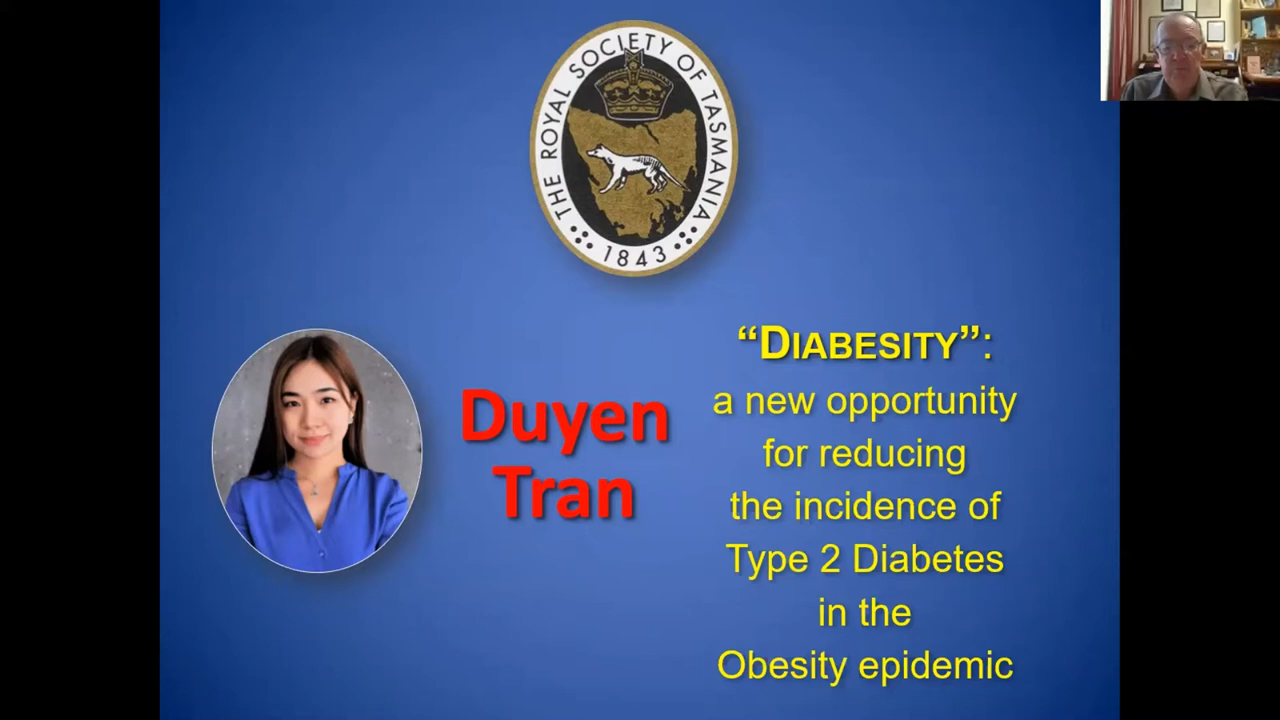 THE ROYAL SOCIETY OF TASMANIA
1843
Duyen
Tran
“DIABESITY”:
a new opportunity
for reducing
the incidence of
Type 2 Diabetes
in the
Obesity epidemic